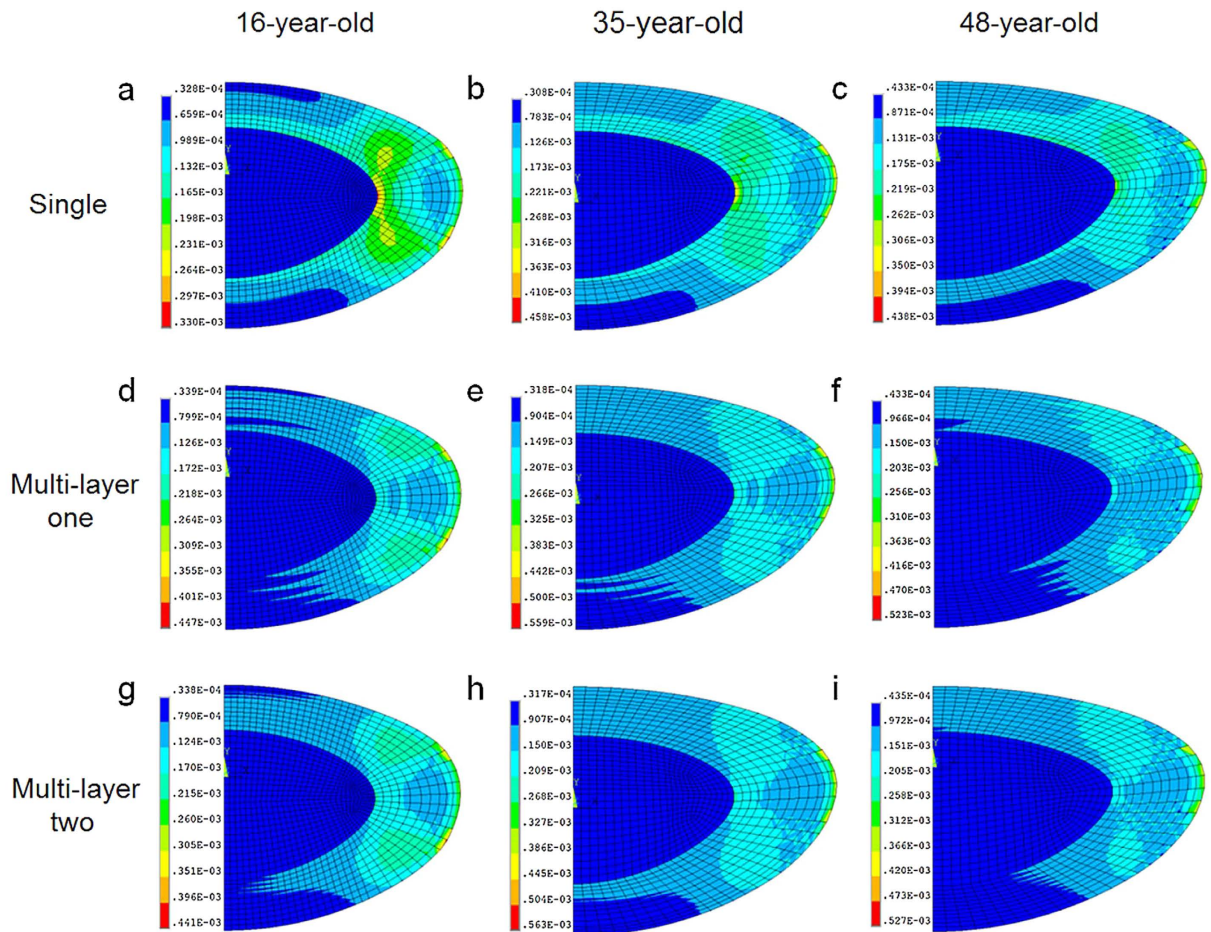 16-year-old 35-year-old 48-year-old
Single
a
.328E-04
.659E-04
.989E-04
.132E-03
.165E-03
.198E-03
.231E-03
.264E-03
.297E-03
.330E-03
Y
b
.308E-04
.783E-04
.126E-03
.173E-03
.221E-03
.268E-03
.316E-03
.363E-03
.410E-03
.458E-03
Y
c
.433E-04
.871E-04
.131E-03
.175E-03
.219E-03
.262E-03
.306E-03
.350E-03
.394E-03
.438E-03
Y
Multi-layer
one
d
.339E-04
.799E-04
.126E-03
.172E-03
.218E-03
.264E-03
.309E-03
.355E-03
.401E-03
.447E-03
Y
e
.318E-04
.904E-04
.149E-03
.207E-03
.266E-03
.325E-03
.383E-03
.442E-03
.500E-03
.559E-03
Y
f
.433E-04
.966E-04
.150E-03
.203E-03
.256E-03
.310E-03
.363E-03
.416E-03
.470E-03
.523E-03
Y
Multi-layer
two
g
.338E-04
.790E-04
.124E-03
.170E-03
.215E-03
.260E-03
.305E-03
.351E-03
.396E-03
.441E-03
Y
h
.317E-04
.907E-04
.150E-03
.209E-03
.268E-03
.327E-03
.386E-03
.445E-03
.504E-03
.563E-03
Y
i
.435E-04
.972E-04
.151E-03
.205E-03
.258E-03
.312E-03
.366E-03
.420E-03
.473E-03
.527E-03
Y